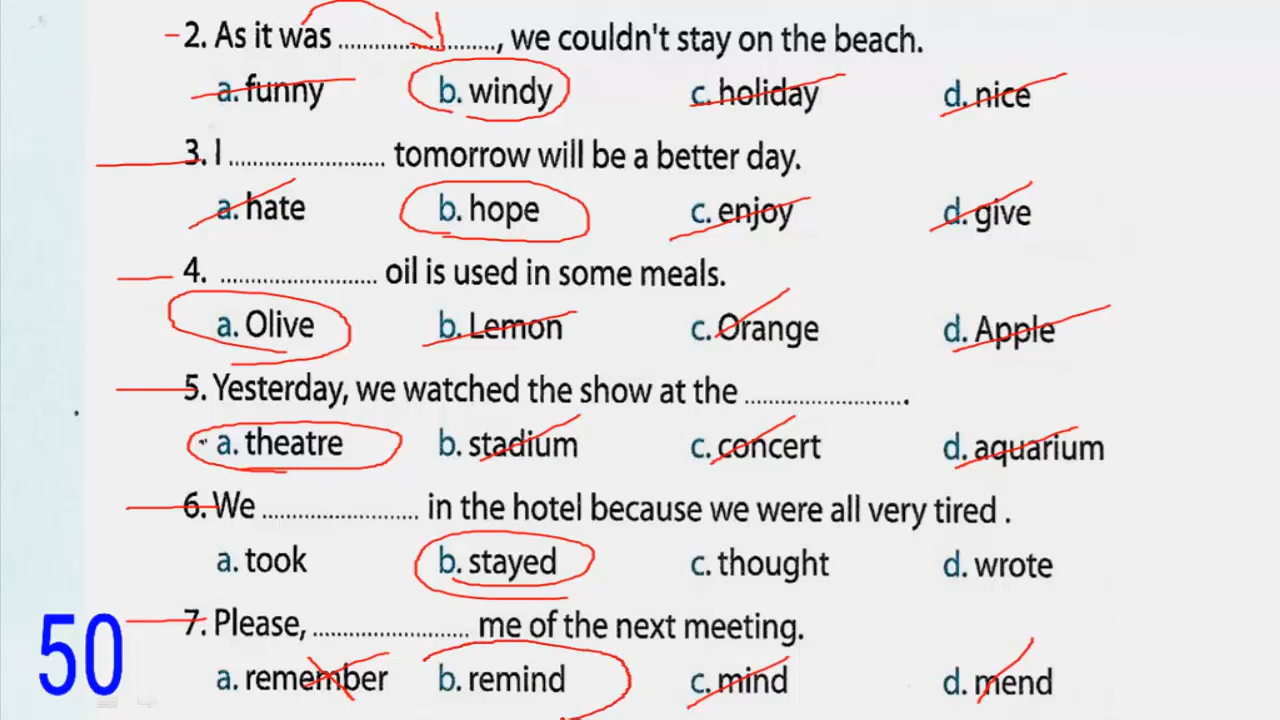 2. As it was ........................, we couldn't stay on the beach.
a. funny b. windy c. holiday d. nice
3. I ........................ tomorrow will be a better day.
a. hate b. hope c. enjoy d. give
4. ........................ oil is used in some meals.
a. Olive b. Lemon c. Orange d. Apple
5. Yesterday, we watched the show at the ........................ .
a. theatre b. stadium c. concert d. aquarium
6. We ........................ in the hotel because we were all very tired .
a. took b. stayed c. thought d. wrote
7. Please, ........................ me of the next meeting.
a. remember b. remind c. mind d. mend
50